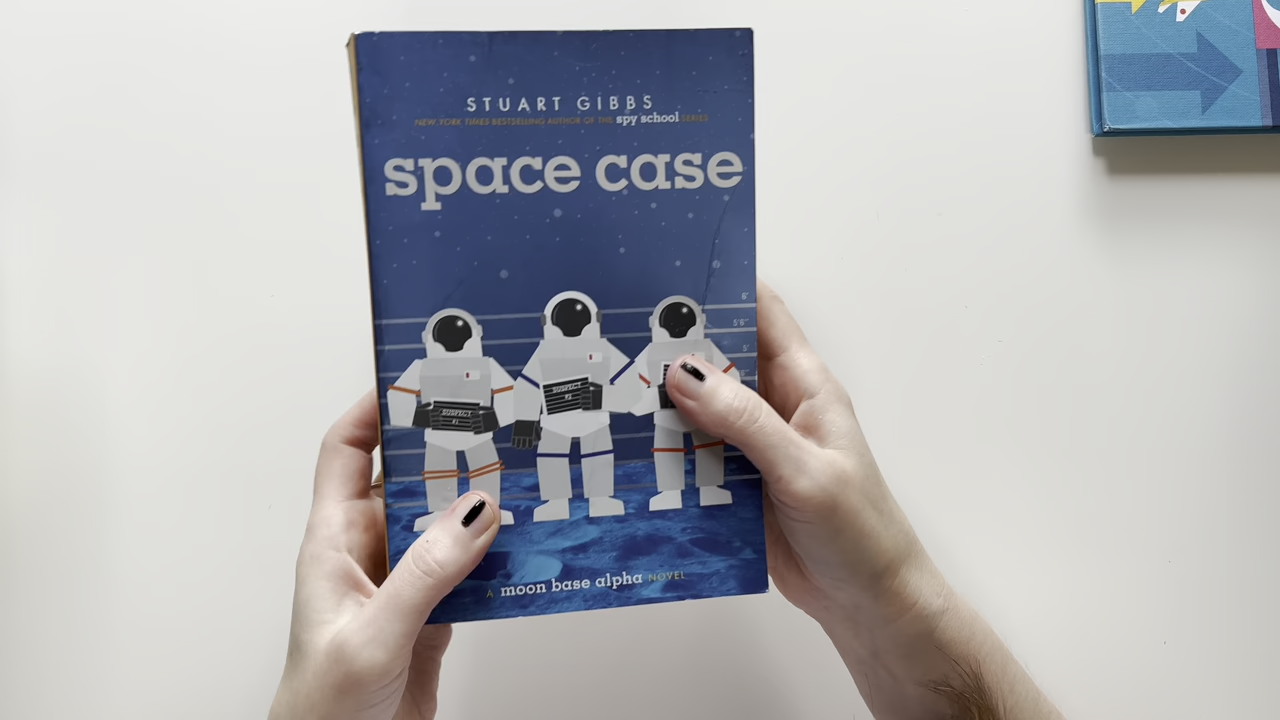 STUART GIBBS
NEW YORK TIMES BESTSELLING AUTHOR OF THE spy school SERIES
space case
6'
5'6"
5'
SUSPECT
#1
SUSPECT
#2
A moon base alpha NOVEL